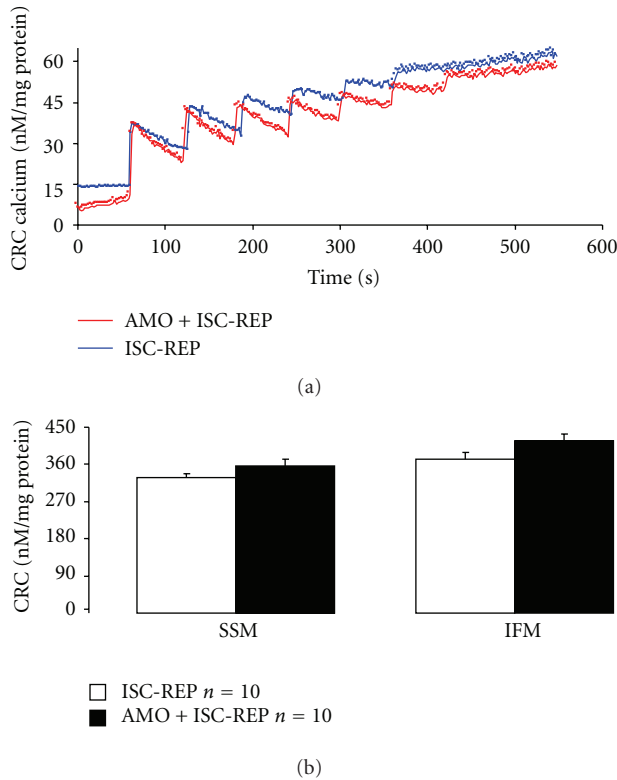 60
45
30
15
0
CRC calcium (nM/mg protein)
0
100
200
300
400
500
600
Time (s)
AMO + ISC-REP
ISC-REP
(a)
450
360
270
180
90
0
CRC (nM/mg protein)
SSM
IFM
ISC-REP n = 10
AMO + ISC-REP n = 10
(b)